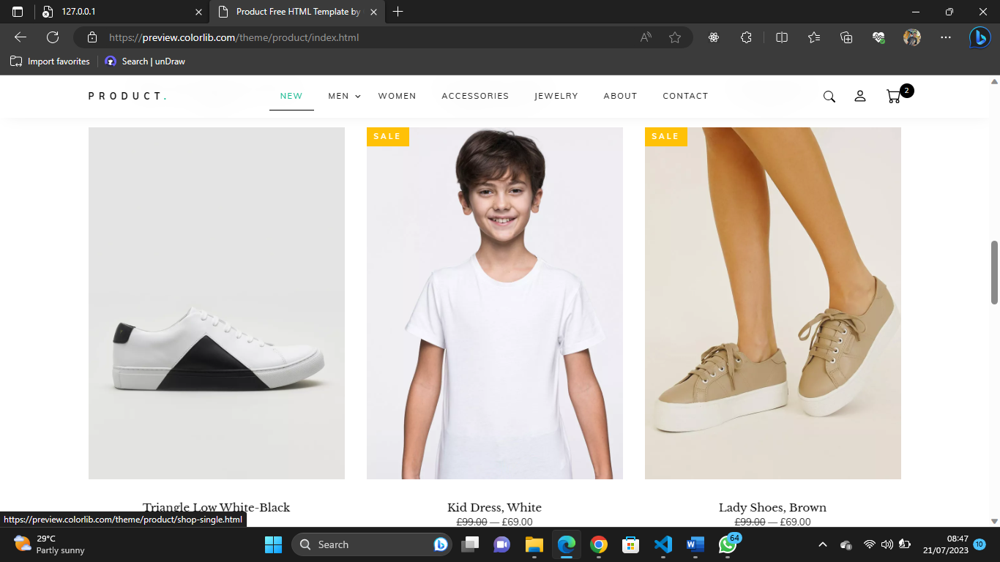 127.0.0.1
Product Free HTML Template by
https://preview.colorlib.com/theme/product/index.html
Import favorites
Search | unDraw
PRODUCT.
NEW
MEN
WOMEN
ACCESSORIES
JEWELRY
ABOUT
CONTACT
2
SALE
SALE
Triangle Low White-Black
Kid Dress, White
Lady Shoes, Brown
£99.00 — £69.00
£99.00 — £69.00
https://preview.colorlib.com/theme/product/shop-single.html
29°C
Partly sunny
Search
64
08:47
21/07/2023
10